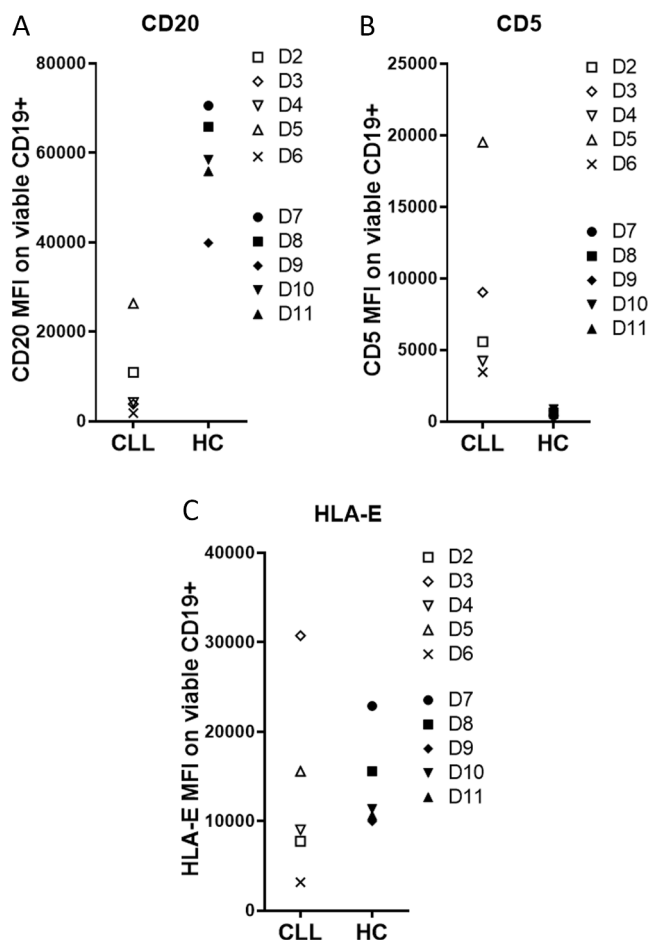 A
CD20
CD20 MFI on viable CD19+
80000
60000
40000
20000
0
CLL
HC
D2
D3
D4
D5
D6
D7
D8
D9
D10
D11
B
CD5
CD5 MFI on viable CD19+
25000
20000
15000
10000
5000
0
CLL
HC
D2
D3
D4
D5
D6
D7
D8
D9
D10
D11
C
HLA-E
HLA-E MFI on viable CD19+
40000
30000
20000
10000
0
CLL
HC
D2
D3
D4
D5
D6
D7
D8
D9
D10
D11